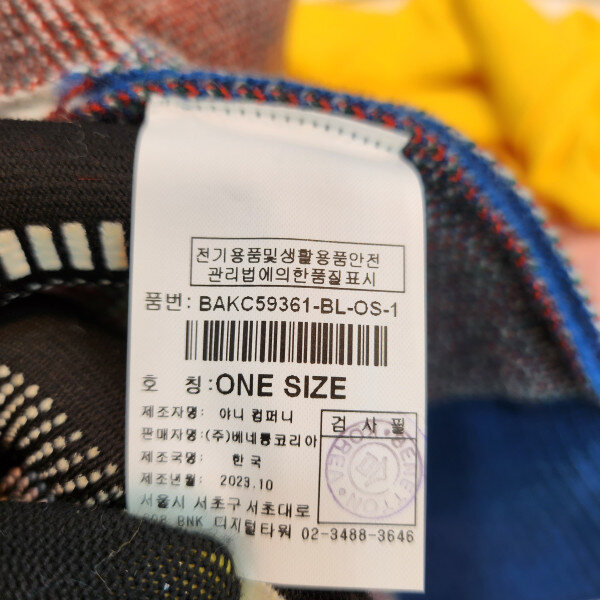 전기용품및생활용품안전
관리법에의한품질표시
품번: BAKC59361-BL-OS-1
호 칭:ONE SIZE
제조자명: 야니 컴퍼니
판매자명:(주)베네통코리아
제조국명: 한국
제조년월: 2023.10
검 사 필
BENETTON KOREA
서울시 서초구 서초대로
BNK 디지털타워 02-3488-3646